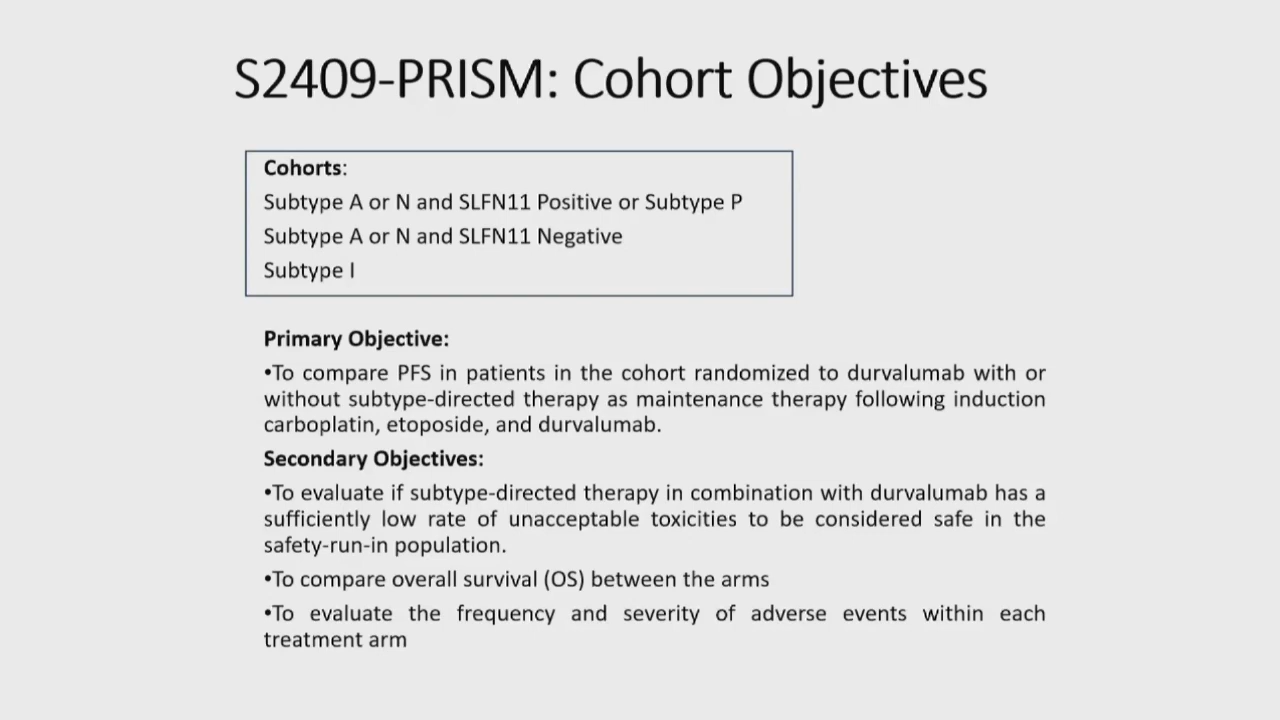 S2409-PRISM: Cohort Objectives
Cohorts:
Subtype A or N and SLFN11 Positive or Subtype P
Subtype A or N and SLFN11 Negative
Subtype I
Primary Objective:
•To compare PFS in patients in the cohort randomized to durvalumab with or
without subtype-directed therapy as maintenance therapy following induction
carboplatin, etoposide, and durvalumab.
Secondary Objectives:
•To evaluate if subtype-directed therapy in combination with durvalumab has a
sufficiently low rate of unacceptable toxicities to be considered safe in the
safety-run-in population.
•To compare overall survival (OS) between the arms
•To evaluate the frequency and severity of adverse events within each
treatment arm